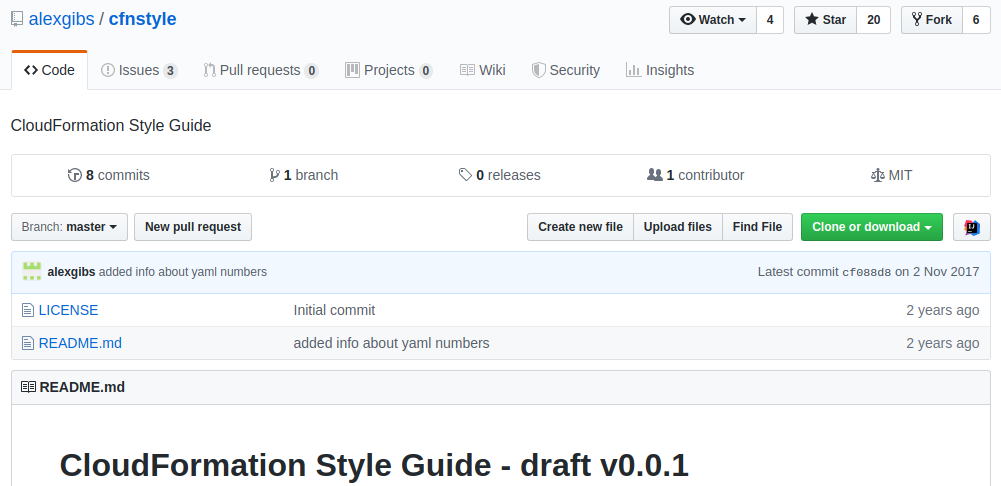 alexgibs / cfnstyle Watch 4 Star 20 Fork 6
Code Issues 3 Pull requests 0 Projects 0 Wiki Security Insights
CloudFormation Style Guide
8 commits 1 branch 0 releases 1 contributor MIT
Branch: master New pull request Create new file Upload files Find File Clone or download
alexgibs added info about yaml numbers Latest commit cf088d8 on 2 Nov 2017
LICENSE Initial commit 2 years ago
README.md added info about yaml numbers 2 years ago
README.md
CloudFormation Style Guide - draft v0.0.1